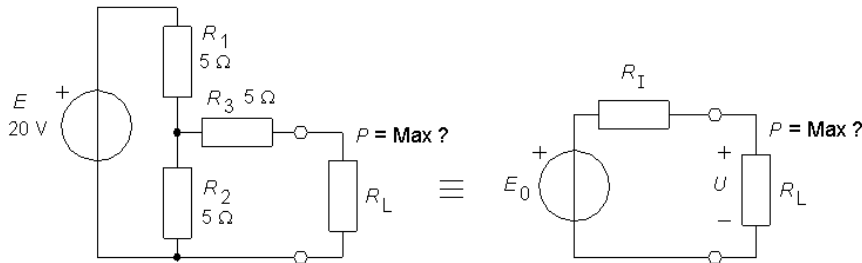 R1
5 Ω
E
20 V
+
R3 5 Ω
P = Max ?
R2
5 Ω
RL
≡
RI
P = Max ?
+
E0
+
U
−
RL